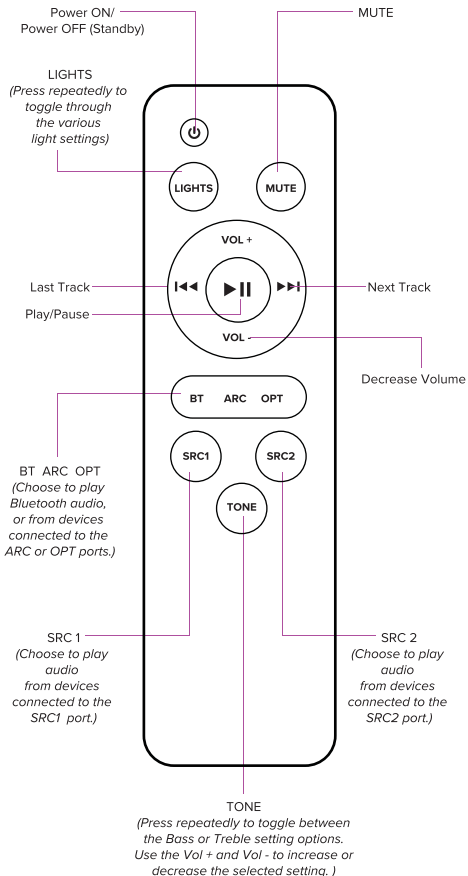 Power ON/
Power OFF (Standby)
MUTE
LIGHTS
(Press repeatedly to
toggle through
the various
light settings)
LIGHTS
MUTE
VOL +
Last Track
Next Track
Play/Pause
VOL -
Decrease Volume
BT ARC OPT
SRC1
SRC2
BT ARC OPT
(Choose to play
Bluetooth audio,
or from devices
connected to the
ARC or OPT ports.)
TONE
SRC 1
(Choose to play
audio
from devices
connected to the
SRC1 port.)
SRC 2
(Choose to play
audio
from devices
connected to the
SRC2 port.)
TONE
(Press repeatedly to toggle between
the Bass or Treble setting options.
Use the Vol + and Vol - to increase or
decrease the selected setting. )